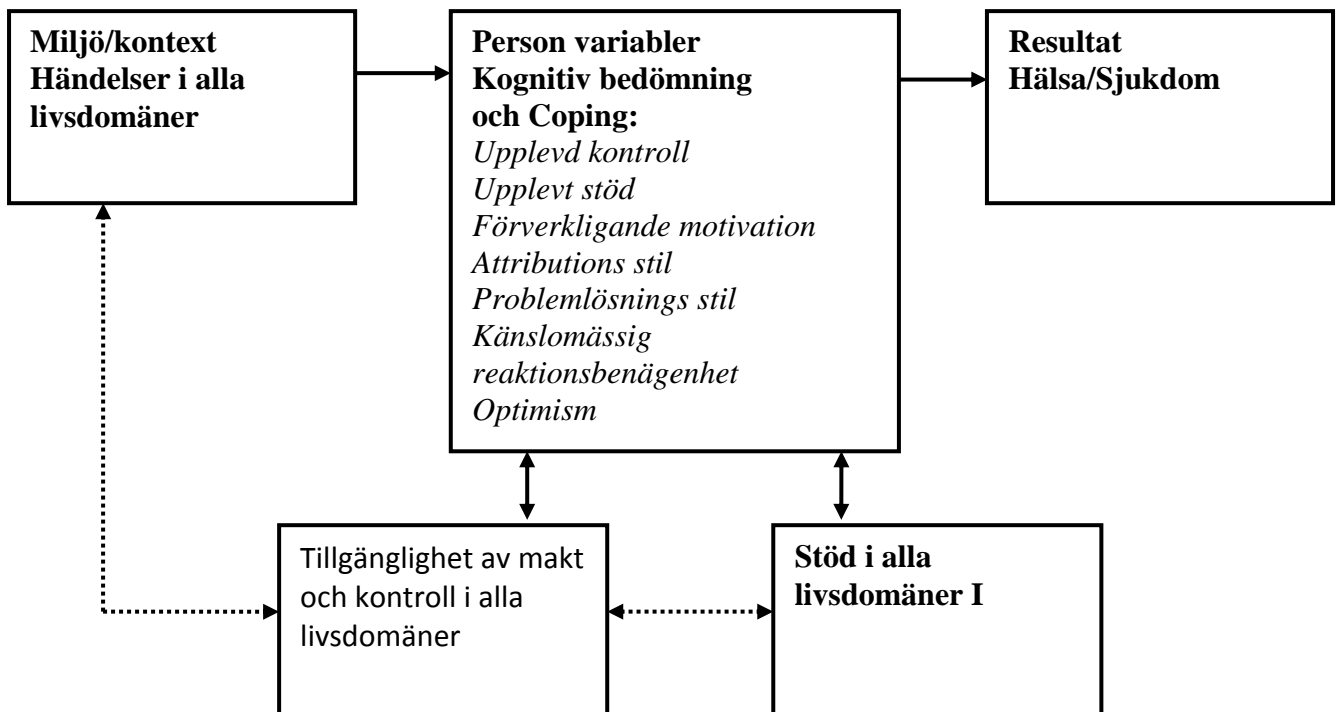 Miljö/kontext
Händelser i alla
livsdomäner
Person variabler
Kognitiv bedömning
och Coping:
Upplevd kontroll
Upplevt stöd
Förverkligande motivation
Attributions stil
Problemlösnings stil
Känslomässig
reaktionsbenägenhet
Optimism
Resultat
Hälsa/Sjukdom
Tillgänglighet av makt
och kontroll i alla
livsdomäner
Stöd i alla
livsdomäner I